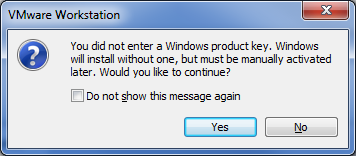 VMware Workstation
You did not enter a Windows product key. Windows
will install without one, but must be manually activated
later. Would you like to continue?
Do not show this message again
Yes
No